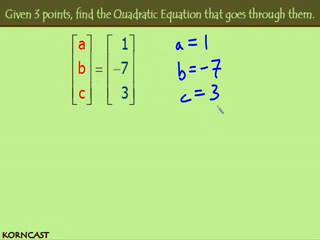 Given 3 points, find the Quadratic Equation that goes through them.
[a] = [1] a = 1
[b] = [-7] b = -7
[c] = [3] c = 3
KORNCAST